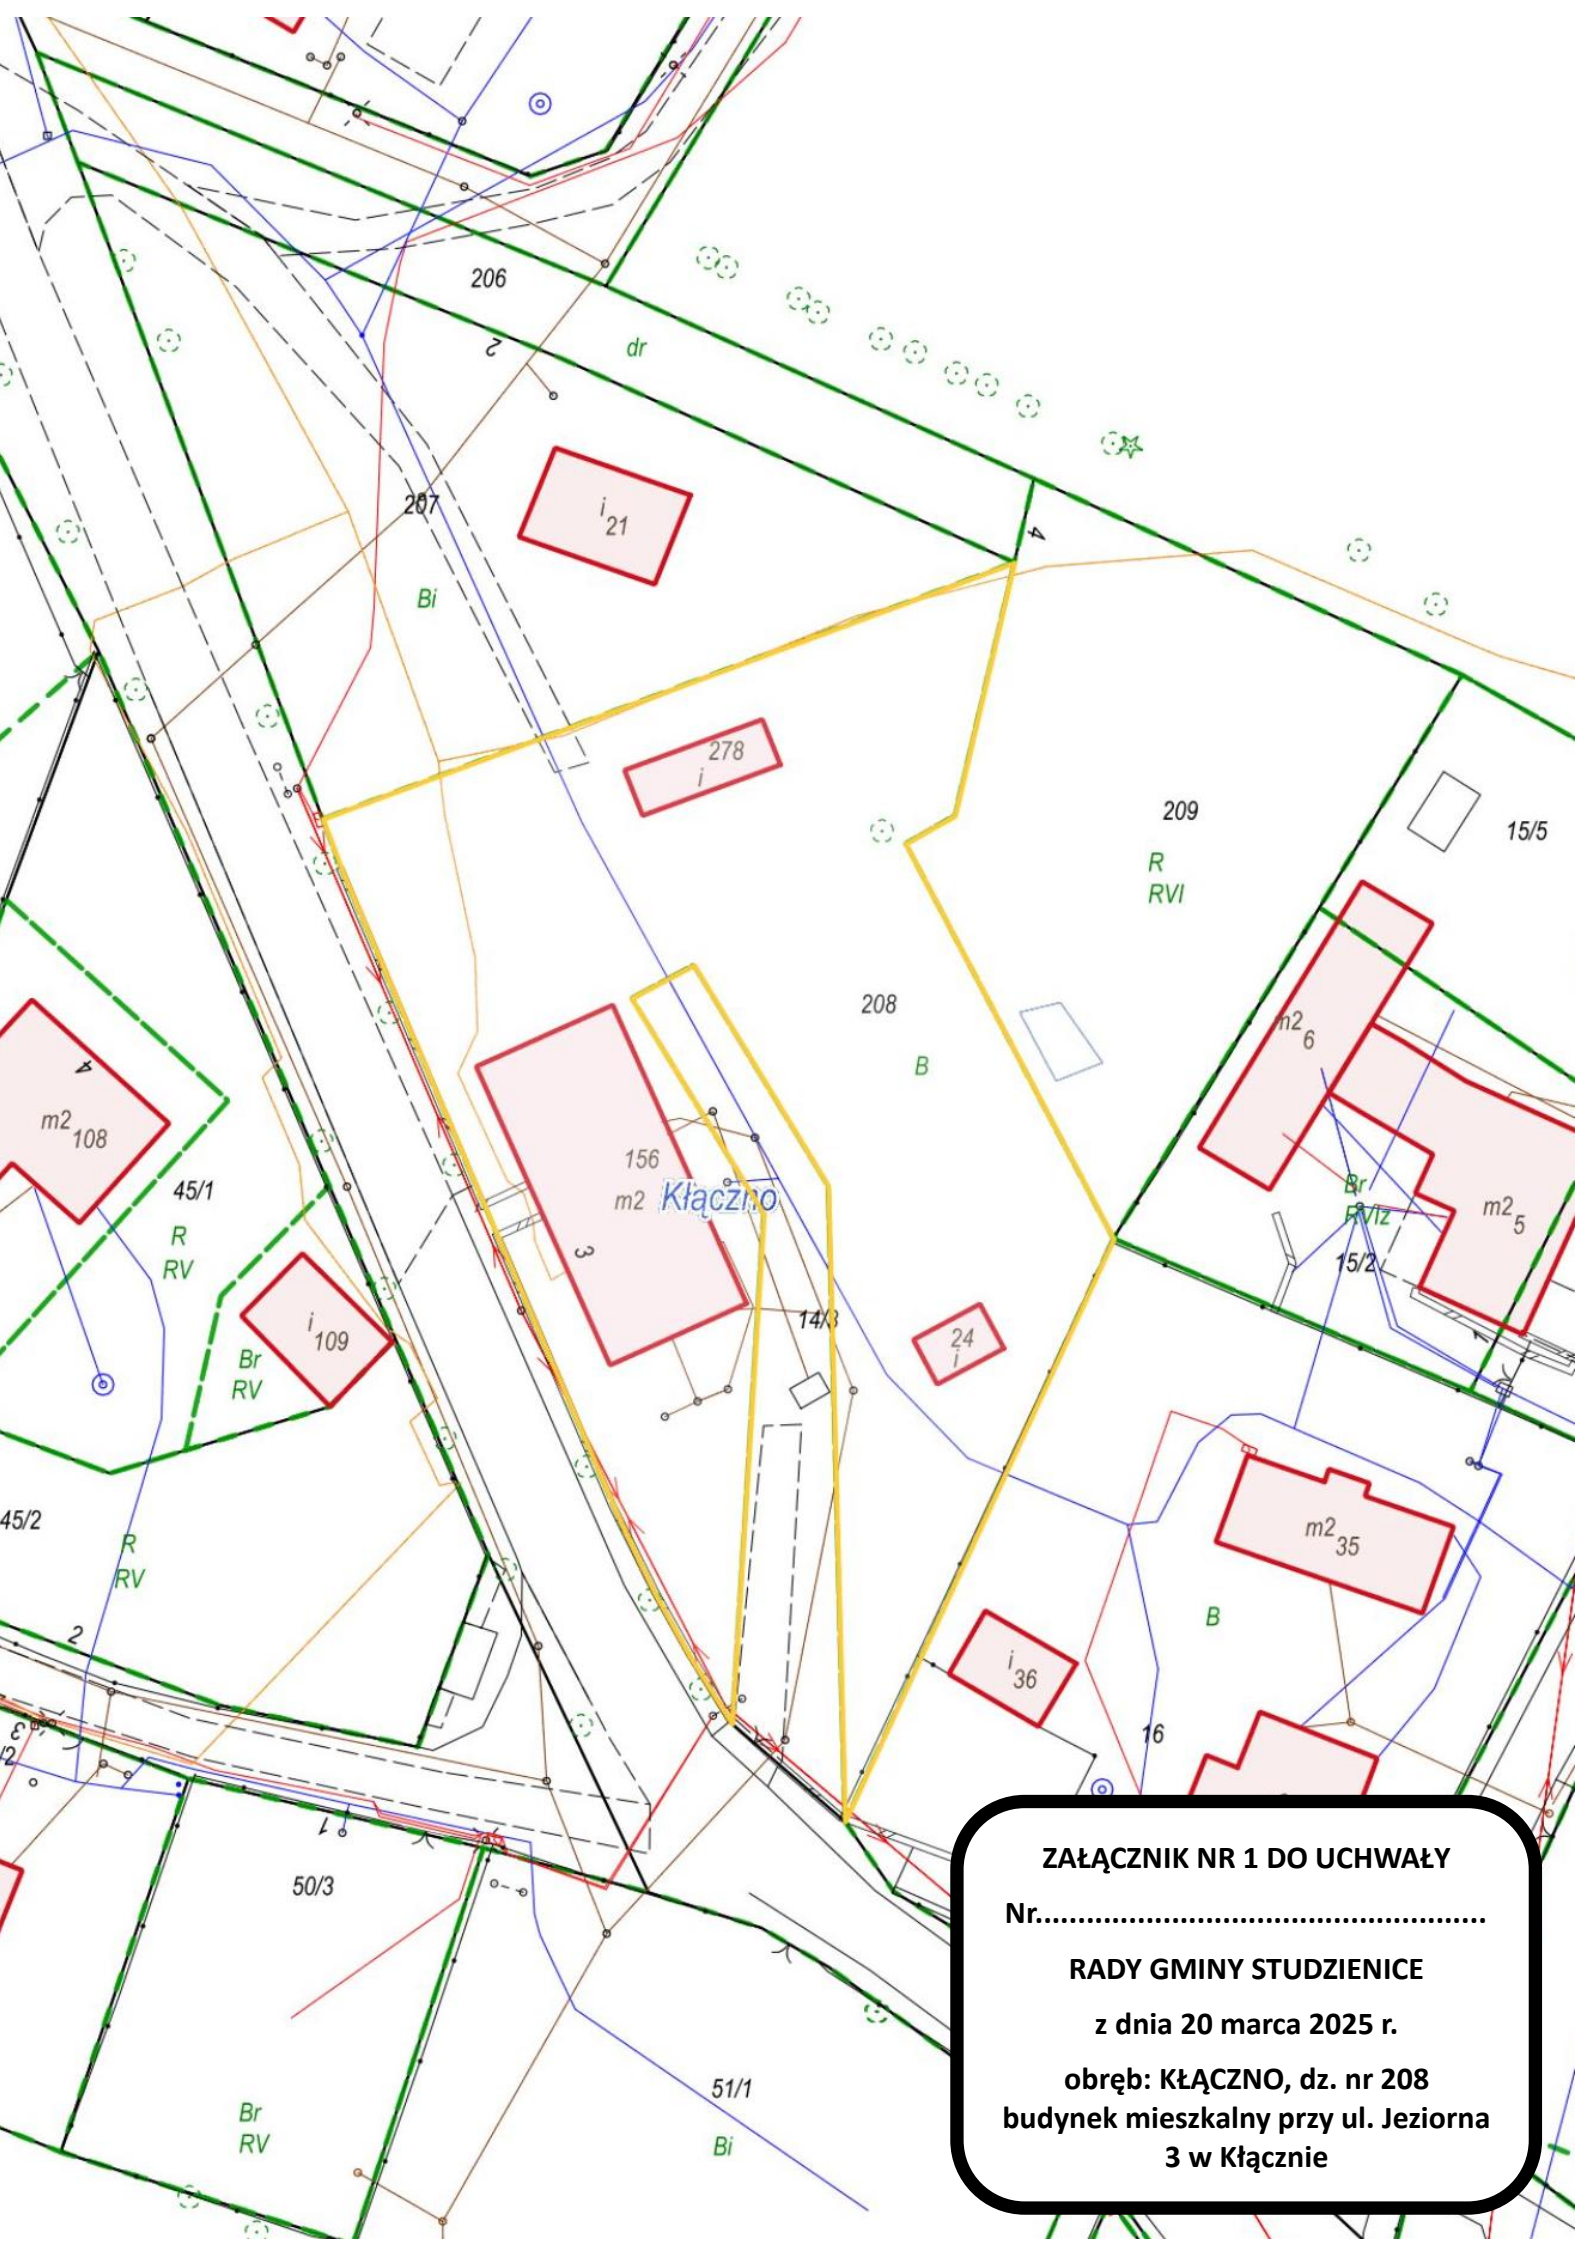 206
2
dr
207
i
21
4
Bi
278
i
209
15/5
R
RVI
208
m2
6
4
B
m2
108
156
m2
Kłączno
45/1
Br
RVIz
m2
5
R
RV
3
15/2
14/3
i
109
24
i
1
Br
RV
45/2
R
RV
m2
35
B
2
i
36
3
/2
16
1
50/3
51/1
Br
RV
Bi
ZAŁĄCZNIK NR 1 DO UCHWAŁY
Nr.....................................................
RADY GMINY STUDZIENICE
z dnia 20 marca 2025 r.
obręb: KŁĄCZNO, dz. nr 208
budynek mieszkalny przy ul. Jeziorna
3 w Kłącznie